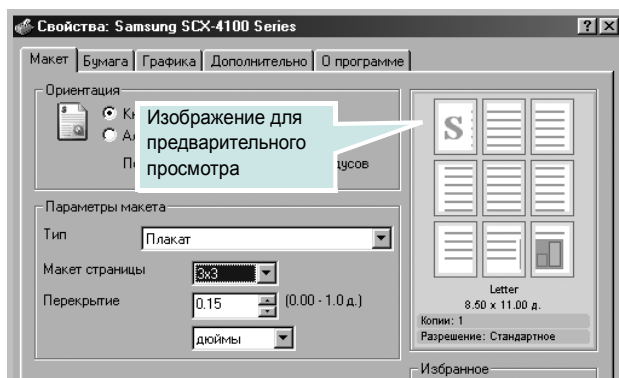 Свойства: Samsung SCX-4100 Series
Макет Бумага Графика Дополнительно О программе
Ориентация
Изображение для
предварительного
просмотра
S
Параметры макета
Тип Плакат
Макет страницы 3x3
Перекрытие 0.15 (0.00 - 1.0 д.)
дюймы
Letter
8.50 x 11.00 д.
Копии: 1
Разрешение: Стандартное
Избранное